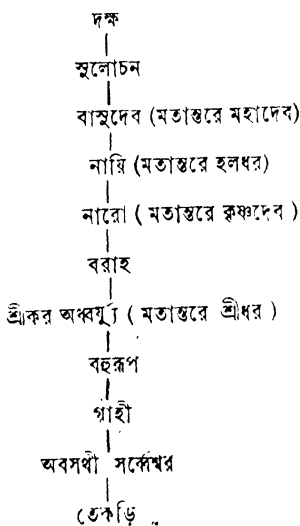 দক্ষ
সুলোচন
বাসুদেব (মতান্তরে মহাদেব)
নায়ি (মতান্তরে হলধর)
নারো (মতান্তরে কৃষ্ণদেব)
বরাহ
শ্রীকর অধ্বর্যু (মতান্তরে শ্রীধর)
বহুরূপ
গাহী
অবসথী সর্ব্বেশ্বর
তেকড়ি